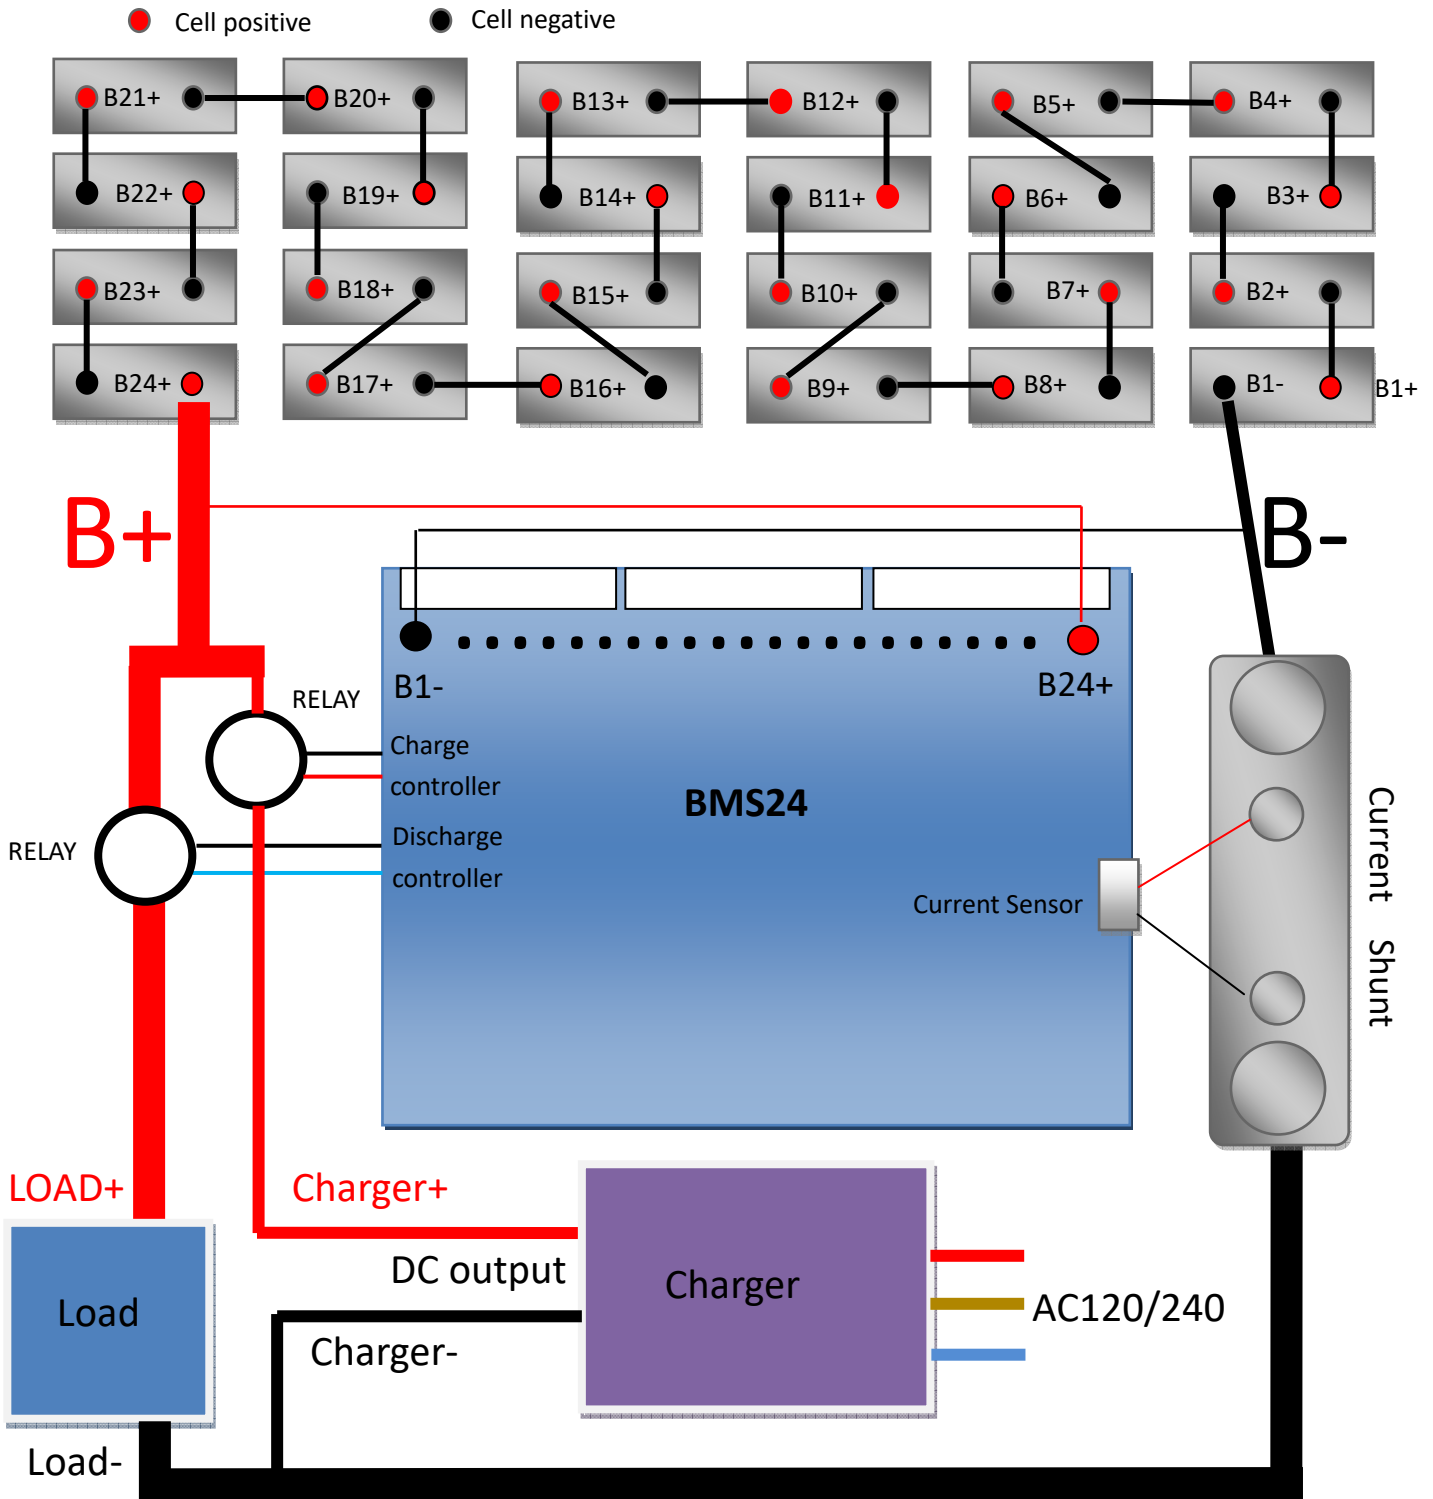 Cell positive
Cell negative
B21+
B20+
B13+
B12+
B5+
B4+
B22+
B19+
B14+
B11+
B6+
B3+
B23+
B18+
B15+
B10+
B7+
B2+
B24+
B17+
B16+
B9+
B8+
B1-
B1+
B+
B-
B1-
B24+
RELAY
Charge
controller
BMS24
Discharge
controller
RELAY
Current Sensor
Current Shunt
LOAD+
Charger+
DC output
Load
Charger
AC120/240
Charger-
Load-